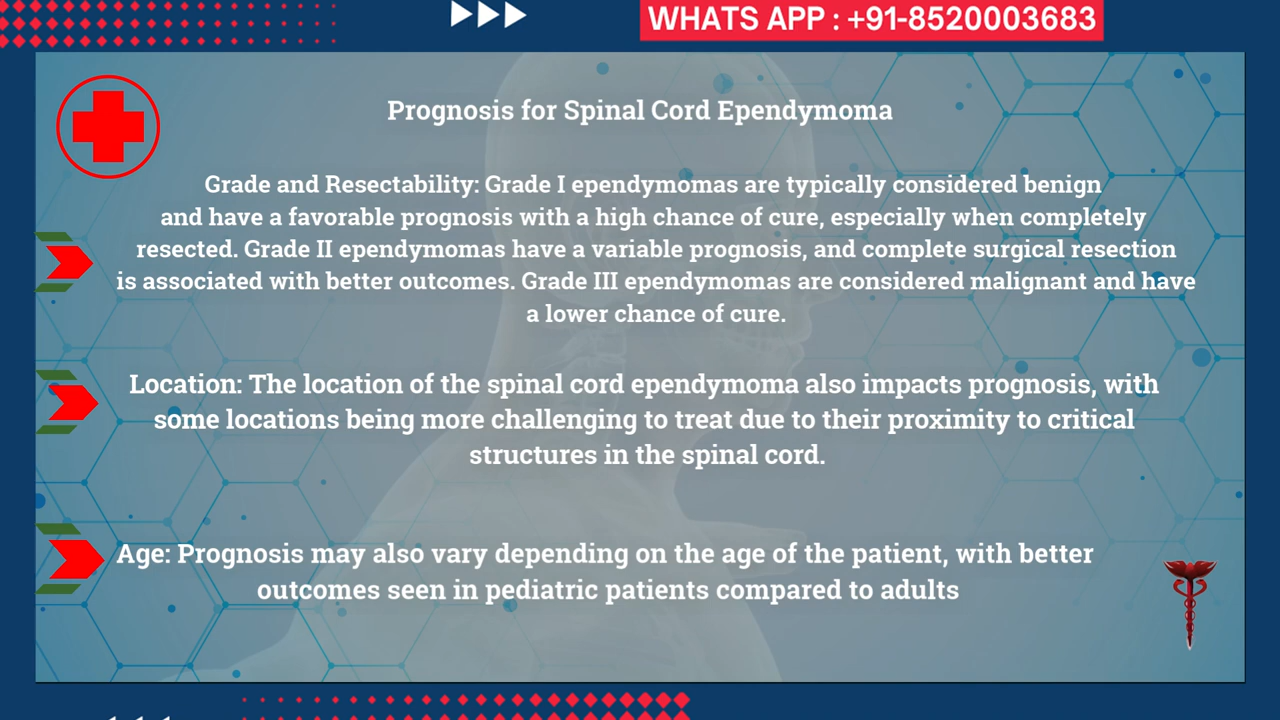 WHATS APP : +91-8520003683
Prognosis for Spinal Cord Ependymoma
Grade and Resectability: Grade I ependymomas are typically considered benign
and have a favorable prognosis with a high chance of cure, especially when completely
resected. Grade II ependymomas have a variable prognosis, and complete surgical resection
is associated with better outcomes. Grade III ependymomas are considered malignant and have
a lower chance of cure.
Location: The location of the spinal cord ependymoma also impacts prognosis, with
some locations being more challenging to treat due to their proximity to critical
structures in the spinal cord.
Age: Prognosis may also vary depending on the age of the patient, with better
outcomes seen in pediatric patients compared to adults